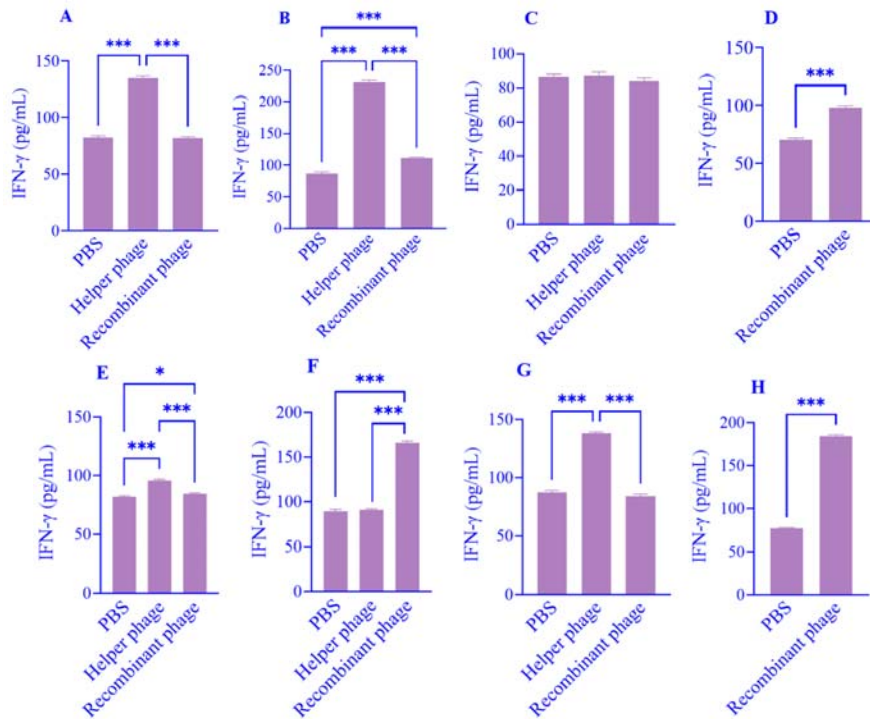 A
***
***
150
100
50
0
IFN-γ (pg/mL)
PBS
Helper phage
Recombinant phage
B
***
***
***
250
200
150
100
50
0
IFN-γ (pg/mL)
PBS
Helper phage
Recombinant phage
C
100
80
60
40
20
0
IFN-γ (pg/mL)
PBS
Helper phage
Recombinant phage
D
***
150
100
50
0
IFN-γ (pg/mL)
PBS
Recombinant phage
E
*
***
***
150
100
50
0
IFN-γ (pg/mL)
PBS
Helper phage
Recombinant phage
F
***
***
200
150
100
50
0
IFN-γ (pg/mL)
PBS
Helper phage
Recombinant phage
G
***
***
150
100
50
0
IFN-γ (pg/mL)
PBS
Helper phage
Recombinant phage
H
***
200
150
100
50
0
IFN-γ (pg/mL)
PBS
Recombinant phage